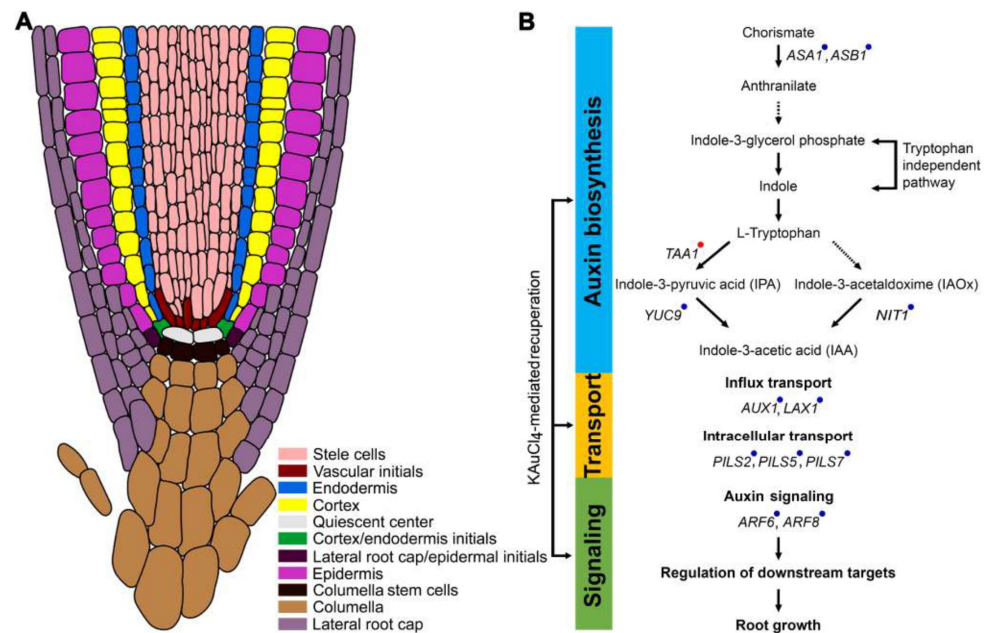 A
Stele cells
Vascular initials
Endodermis
Cortex
Quiescent center
Cortex/endodermis initials
Lateral root cap/epidermal initials
Epidermis
Columella stem cells
Columella
Lateral root cap
B
KAuCl4-mediated recuperation
Auxin biosynthesis
Transport
Signaling
Chorismate
ASA1, ASB1
Anthranilate
Indole-3-glycerol phosphate
Tryptophan
independent
pathway
Indole
L-Tryptophan
TAA1
Indole-3-pyruvic acid (IPA)
Indole-3-acetaldoxime (IAOx)
YUC9
NIT1
Indole-3-acetic acid (IAA)
Influx transport
AUX1, LAX1
Intracellular transport
PILS2, PILS5, PILS7
Auxin signaling
ARF6, ARF8
Regulation of downstream targets
Root growth